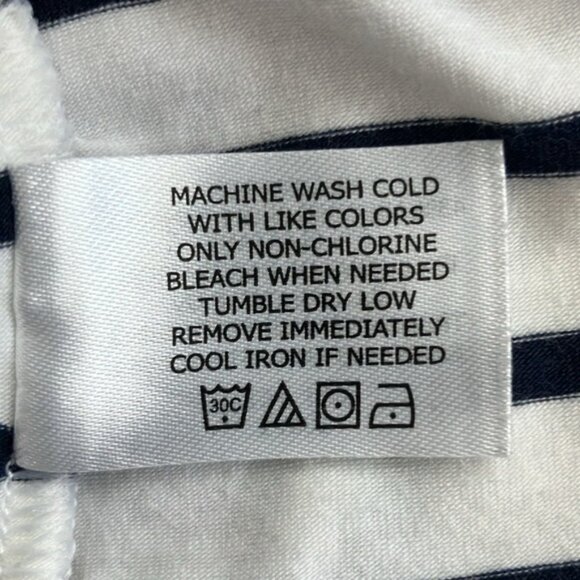 MACHINE WASH COLD
WITH LIKE COLORS
ONLY NON-CHLORINE
BLEACH WHEN NEEDED
TUMBLE DRY LOW
REMOVE IMMEDIATELY
COOL IRON IF NEEDED
30C